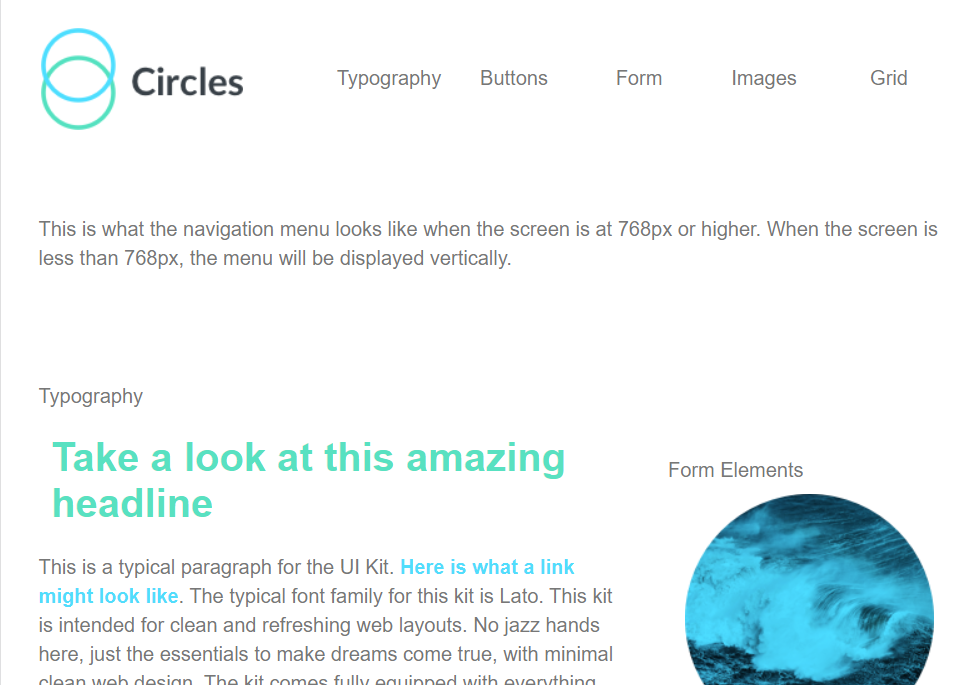 Circles
Typography Buttons Form Images Grid
This is what the navigation menu looks like when the screen is at 768px or higher. When the screen is
less than 768px, the menu will be displayed vertically.
Typography
Take a look at this amazing
headline
This is a typical paragraph for the UI Kit. Here is what a link
might look like. The typical font family for this kit is Lato. This kit
is intended for clean and refreshing web layouts. No jazz hands
here, just the essentials to make dreams come true, with minimal
clean web design. The kit comes fully equipped with everything
Form Elements